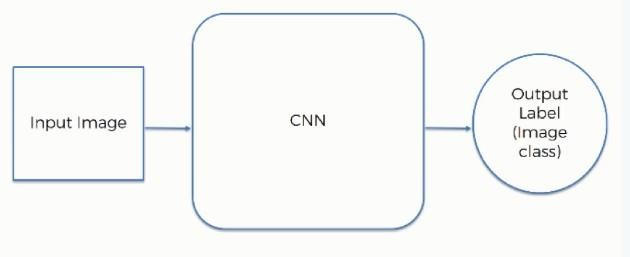 Input Image
CNN
Output
Label
(Image
class)